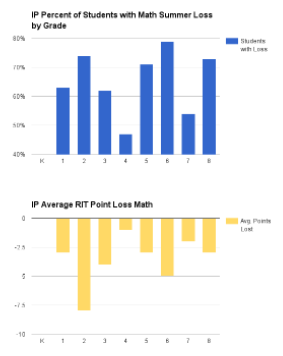 IP Percent of Students with Math Summer Loss
by Grade
80%
70%
60%
50%
40%
K 1 2 3 4 5 6 7 8
Students
with Loss
IP Average RIT Point Loss Math
0
-2.5
-5
-7.5
-10
K 1 2 3 4 5 6 7 8
Avg. Points
Lost